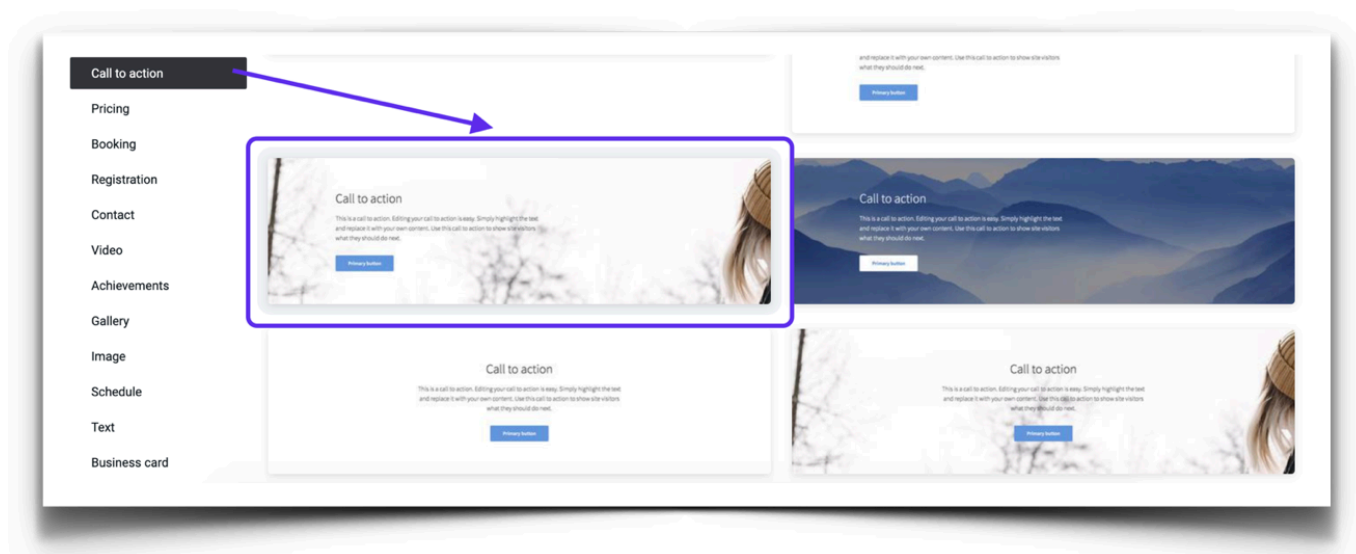 Call to action
Pricing
Booking
Registration
Contact
Video
Achievements
Gallery
Image
Schedule
Text
Business card
and replace it with your own content. Use this call to action to show site visitors
what they should do next.
Primary button
Call to action
This is a call to action. Editing your call to action is easy. Simply highlight the text
and replace it with your own content. Use this call to action to show site visitors
what they should do next.
Primary button
Call to action
This is a call to action. Editing your call to action is easy. Simply highlight the text
and replace it with your own content. Use this call to action to show site visitors
what they should do next.
Primary button
Call to action
This is a call to action. Editing your call to action is easy. Simply highlight the text
and replace it with your own content. Use this call to action to show site visitors
what they should do next.
Primary button
Call to action
This is a call to action. Editing your call to action is easy. Simply highlight the text
and replace it with your own content. Use this call to action to show site visitors
what they should do next.
Primary button